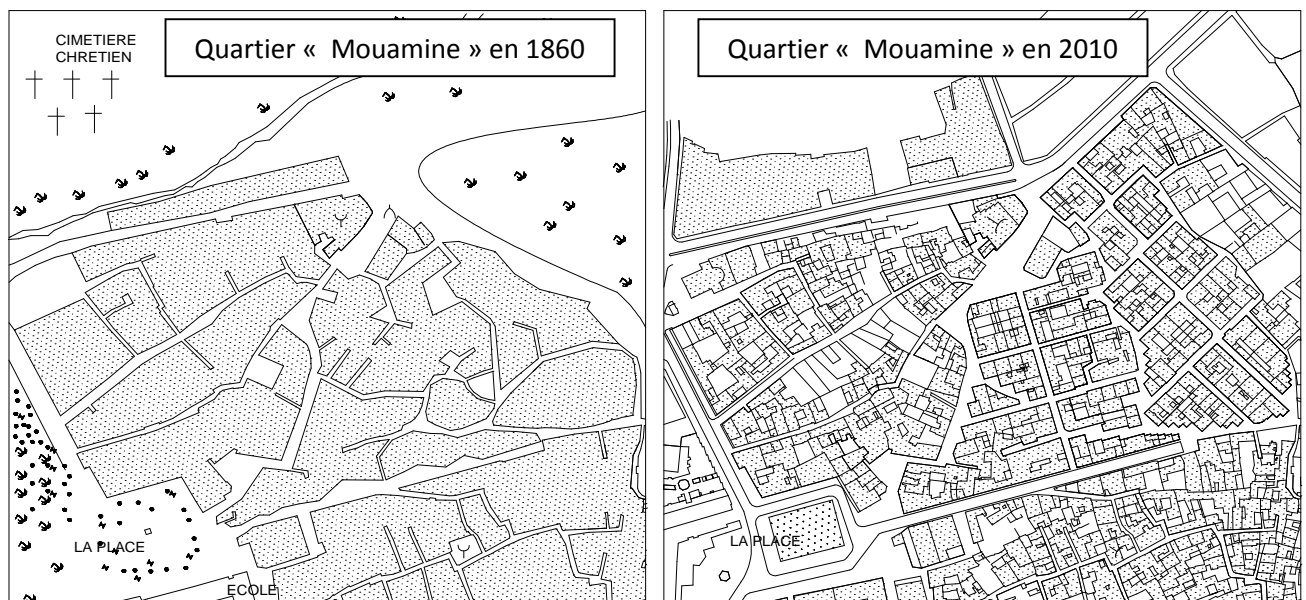 CIMETIERE
CHRETIEN
Quartier « Mouamine » en 1860
LA PLACE
ECOLE
Quartier « Mouamine » en 2010
LA PLACE